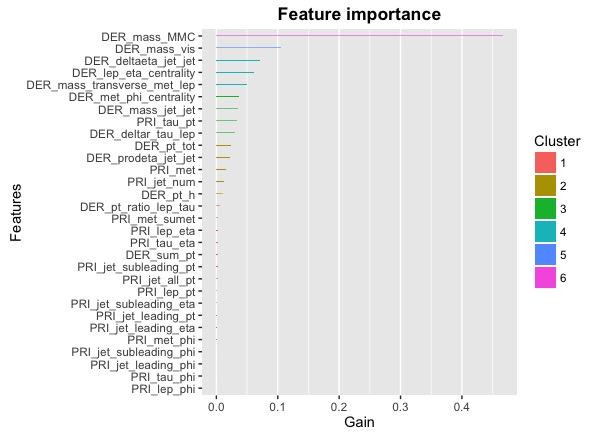 Feature importance
DER_mass_MMC
DER_mass_vis
DER_deltaeta_jet_jet
DER_lep_eta_centrality
DER_mass_transverse_met_lep
DER_met_phi_centrality
DER_mass_jet_jet
PRI_tau_pt
DER_deltar_tau_lep
DER_pt_tot
DER_prodeta_jet_jet
PRI_met
PRI_jet_num
DER_pt_h
DER_pt_ratio_lep_tau
PRI_met_sumet
PRI_lep_eta
PRI_tau_eta
DER_sum_pt
PRI_jet_subleading_pt
PRI_jet_all_pt
PRI_lep_pt
PRI_jet_subleading_eta
PRI_jet_leading_pt
PRI_jet_leading_eta
PRI_met_phi
PRI_jet_subleading_phi
PRI_jet_leading_phi
PRI_tau_phi
PRI_lep_phi
Features
0.0 0.1 0.2 0.3 0.4
Gain
Cluster
1
2
3
4
5
6